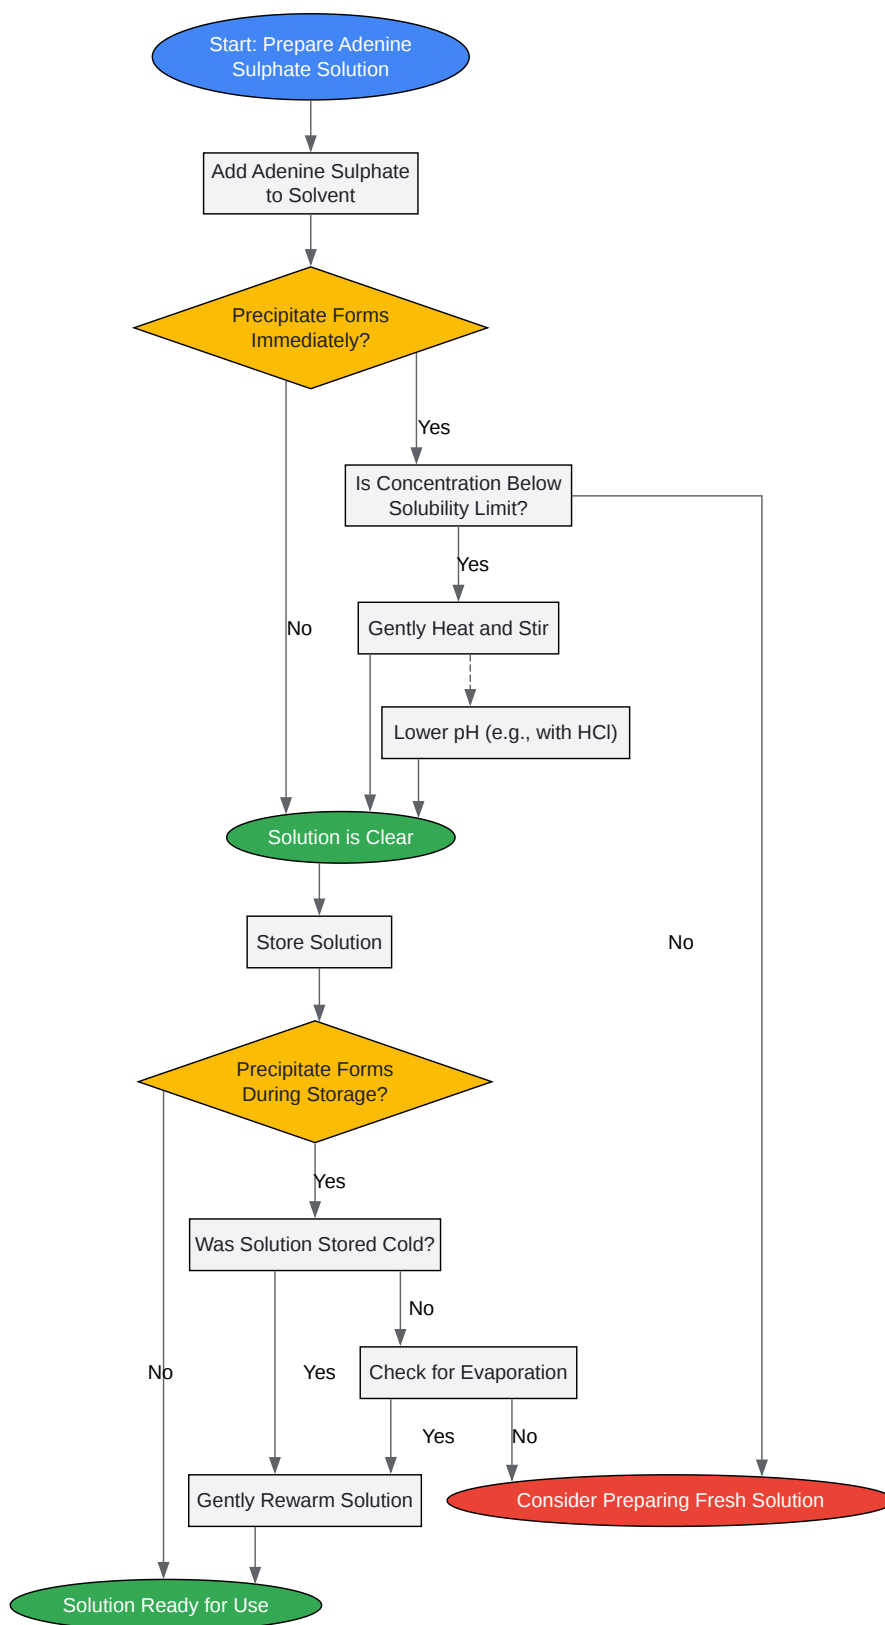 Start: Prepare Adenine
Sulphate Solution
Add Adenine Sulphate
to Solvent
Precipitate Forms
Immediately?
Yes
Is Concentration Below
Solubility Limit?
Yes
No
Gently Heat and Stir
Lower pH (e.g., with HCl)
Solution is Clear
Store Solution
No
Precipitate Forms
During Storage?
Yes
Was Solution Stored Cold?
No
No
Yes
Check for Evaporation
Yes
No
Gently Rewarm Solution
Consider Preparing Fresh Solution
Solution Ready for Use